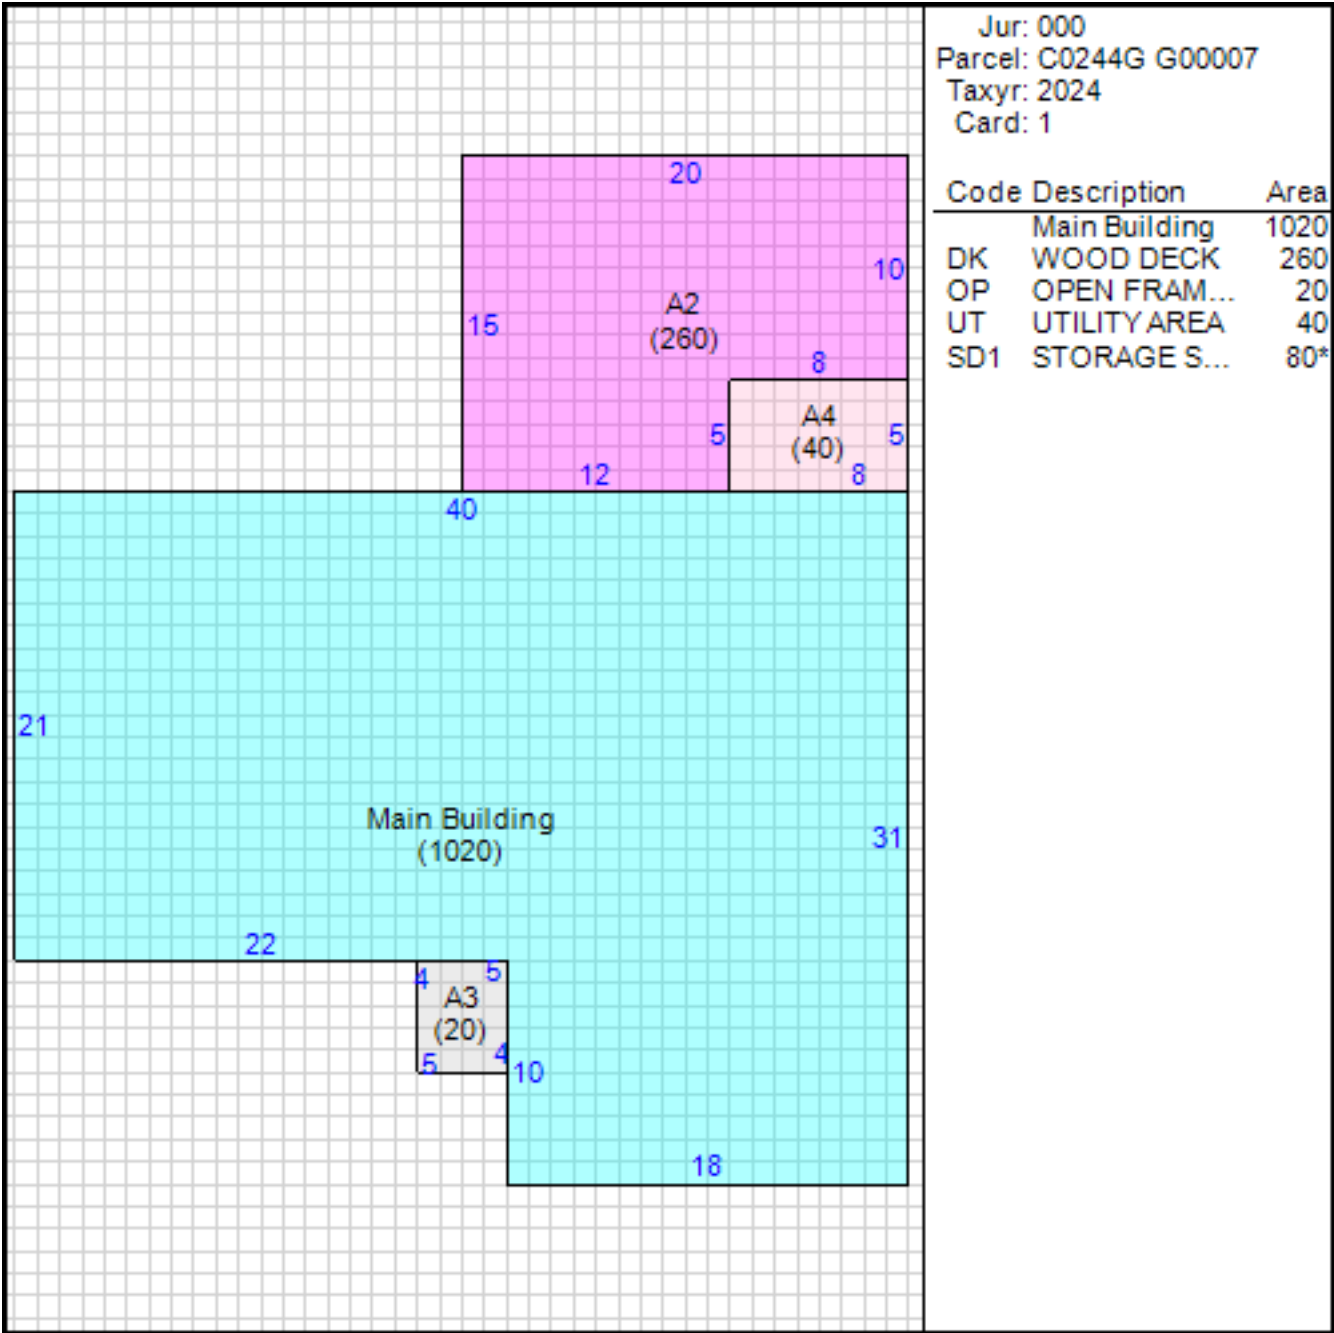 Jur: 000
Parcel: C0244G G00007
Taxyr: 2024
Card: 1
Code Description Area
Main Building 1020
DK WOOD DECK 260
OP OPEN FRAM... 20
UT UTILITY AREA 40
SD1 STORAGE S... 80*
20
10
15
A2
(260)
8
A4
(40)
5
5
12
8
40
21
Main Building
(1020)
31
22
4
5
A3
(20)
5
4
10
18